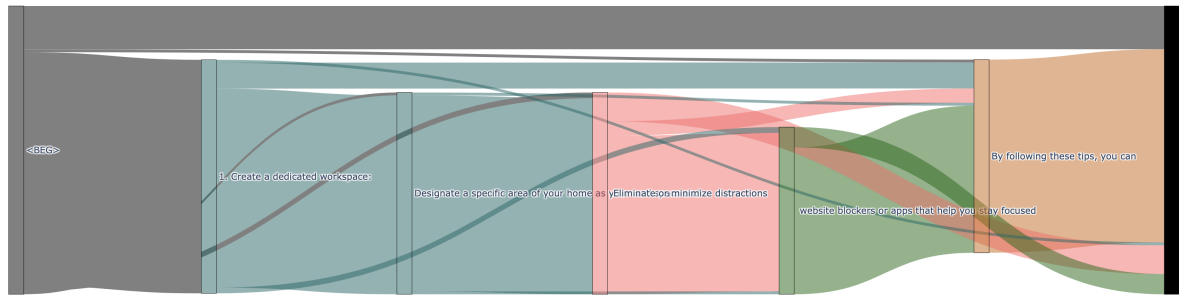 <BEG>
1. Create a dedicated workspace:
Designate a specific area of your home as y
Eliminate or minimize distractions
website blockers or apps that help you stay focused
By following these tips, you can